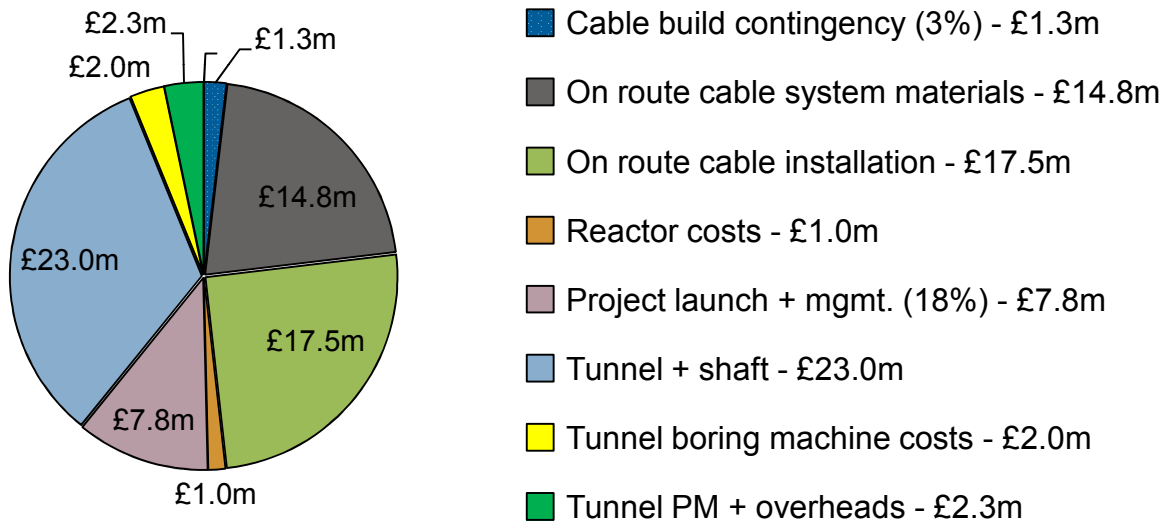 £2.3m
£1.3m
£2.0m
£14.8m
£23.0m
£17.5m
£7.8m
£1.0m
Cable build contingency (3%) - £1.3m
On route cable system materials - £14.8m
On route cable installation - £17.5m
Reactor costs - £1.0m
Project launch + mgmt. (18%) - £7.8m
Tunnel + shaft - £23.0m
Tunnel boring machine costs - £2.0m
Tunnel PM + overheads - £2.3m